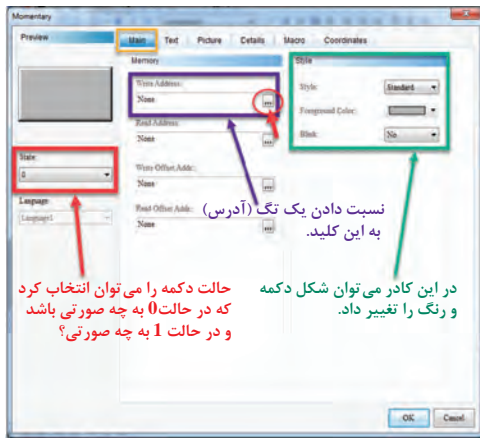 Momentary
Preview
Main Text Picture Details Macro Coordinates
Memory
Style
Write Address:
None
...
Read Address:
None
...
Write Offset Addr:
None
...
Read Offset Addr:
None
...
Style:
Standard
Foreground Color:
Blink:
No
State:
0
Language:
Language1
نسبت دادن یک تگ (آدرس)
به این کلید.
حالت دکمه را می‌توان انتخاب کرد
که در حالت0 به چه صورتی باشد
و در حالت 1 به چه صورتی؟
در این کادر می‌توان شکل دکمه
و رنگ را تغییر داد.
OK
Cancel